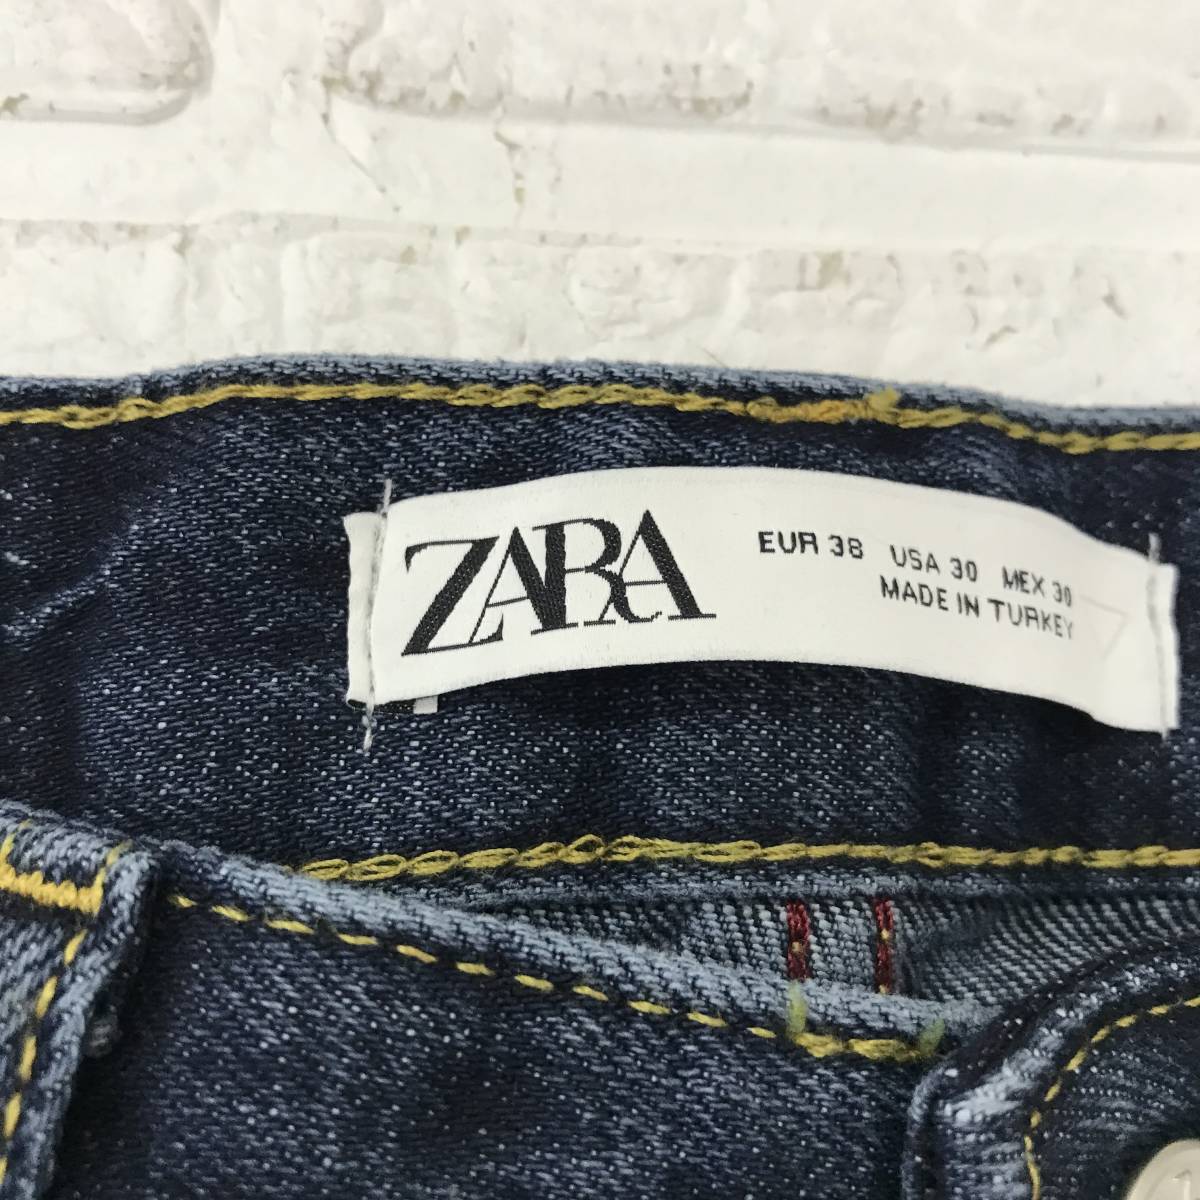 ZARA
EUR 38 USA 30 MEX 30
MADE IN TURKEY